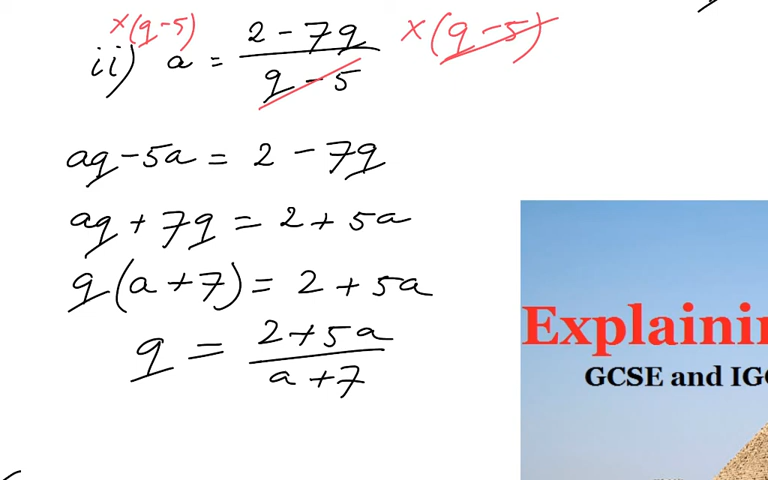 ×(q-5)
ii) a = (2 - 7q)/(q - 5) ×(q-5)
aq - 5a = 2 - 7q
aq + 7q = 2 + 5a
q(a + 7) = 2 + 5a
q = (2 + 5a)/(a + 7)
Explainin
GCSE and IGC